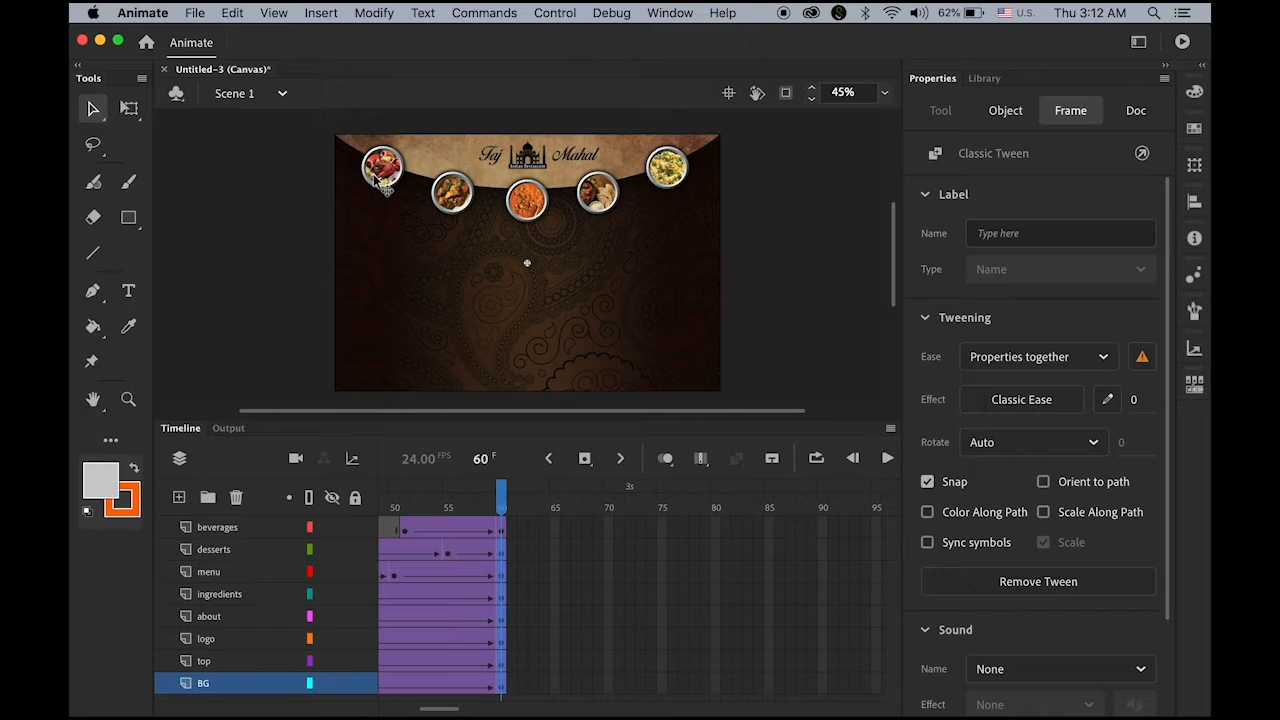 Animate File Edit View Insert Modify Text Commands Control Debug Window Help 62% U.S. Thu 3:12 AM
Animate
Untitled-3 (Canvas)*
Scene 1
45%
Tools
Taj Mahal
Indian Restaurant
Properties Library
Tool Object Frame Doc
Classic Tween
Label
Name Type here
Type Name
Tweening
Ease Properties together
Effect Classic Ease 0
Rotate Auto 0
Snap Orient to path
Color Along Path Scale Along Path
Sync symbols Scale
Remove Tween
Sound
Name None
Effect None
Timeline Output
24.00 FPS 60 F
3s
50 55 65 70 75 80 85 90 95
beverages
desserts
menu
ingredients
about
logo
top
BG